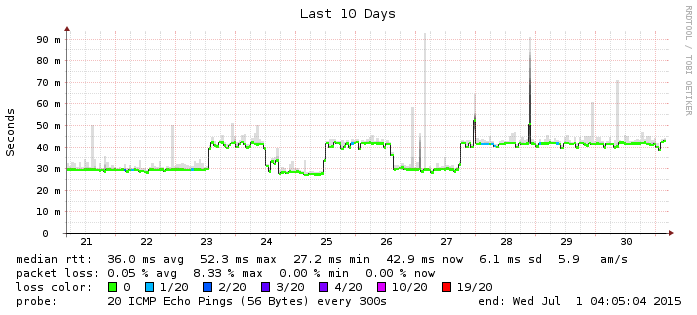 Last 10 Days
RRDTOOL / TOBI OETIKER
Seconds
90 m
80 m
70 m
60 m
50 m
40 m
30 m
20 m
10 m
0
21 22 23 24 25 26 27 28 29 30
median rtt: 36.0 ms avg 52.3 ms max 27.2 ms min 42.9 ms now 6.1 ms sd 5.9 am/s
packet loss: 0.05 % avg 8.33 % max 0.00 % min 0.00 % now
loss color: 0 1/20 2/20 3/20 4/20 10/20 19/20
probe: 20 ICMP Echo Pings (56 Bytes) every 300s end: Wed Jul 1 04:05:04 2015